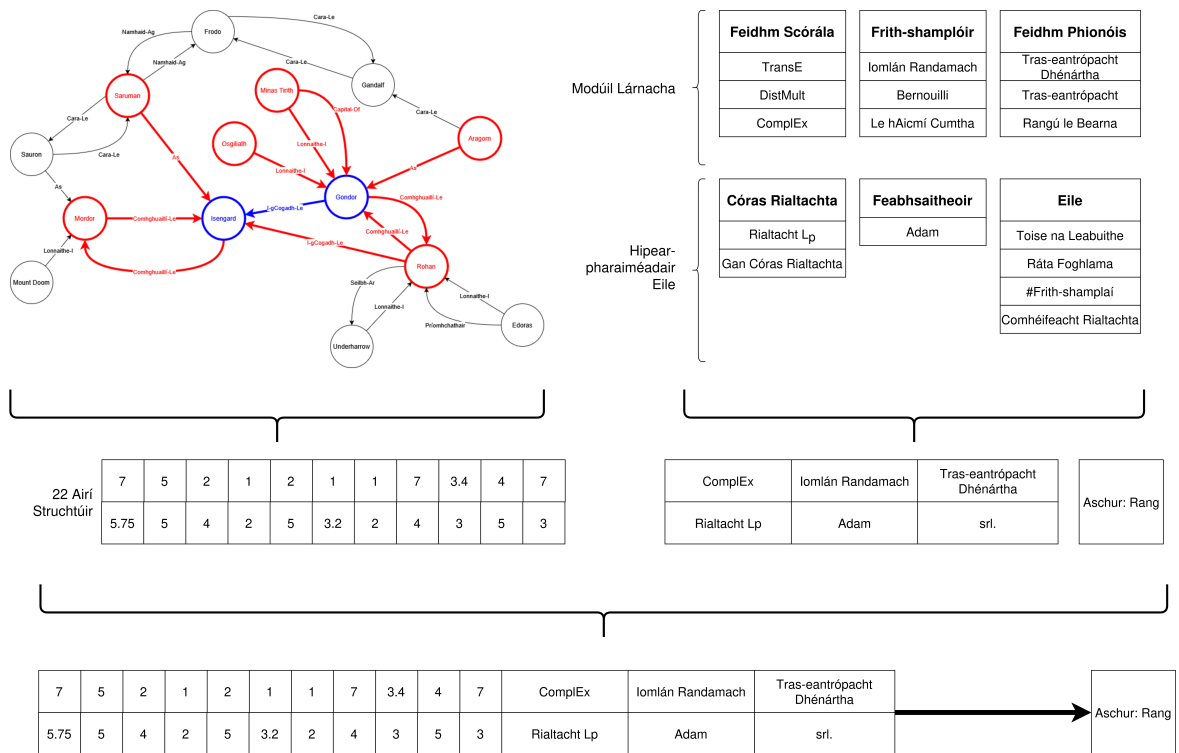 Cara-Le
Namhaid-Ag
Frodo
Cara-Le
Namhaid-Ag
Gandalf
Saruman
Minas Tirith
Capital-Of
Cara-Le
Cara-Le
Aragorn
Osgiliath
Lonnaithe-I
Sauron
Cara-Le
As
Lonnaithe-I
As
As
Gondor
Mordor
Comhghuaillí-Le
Isengard
I-gCogadh-Le
Comhghuaillí-Le
Comhghuaillí-Le
I-gCogadh-Le
Lonnaithe-I
Comhghuaillí-Le
Rohan
Mount Doom
Seilbh-Ar
Lonnaithe-I
Lonnaithe-I
Príomhchathair
Edoras
Underharrow
Modúil Lárnacha
Feidhm Scórála
TransE
DistMult
ComplEx
Frith-shamplóir
Iomlán Randamach
Bernouilli
Le hAicmí Cumtha
Feidhm Phionóis
Tras-eantrópacht
Dhénártha
Tras-eantrópacht
Rangú le Bearna
Hipear-
pharaiméadair
Eile
Córas Rialtachta
Rialtacht Lp
Gan Córas Rialtachta
Feabhsaitheoir
Adam
Eile
Toise na Leabuithe
Ráta Foghlama
#Frith-shamplaí
Comhéifeacht Rialtachta
22 Airí
Struchtúir
7 5 2 1 2 1 1 7 3.4 4 7
5.75 5 4 2 5 3.2 2 4 3 5 3
ComplEx Iomlán Randamach Tras-eantrópacht
Dhénártha
Rialtacht Lp Adam srl.
Aschur: Rang
7 5 2 1 2 1 1 7 3.4 4 7 ComplEx Iomlán Randamach Tras-eantrópacht
Dhénártha
5.75 5 4 2 5 3.2 2 4 3 5 3 Rialtacht Lp Adam srl.
Aschur: Rang